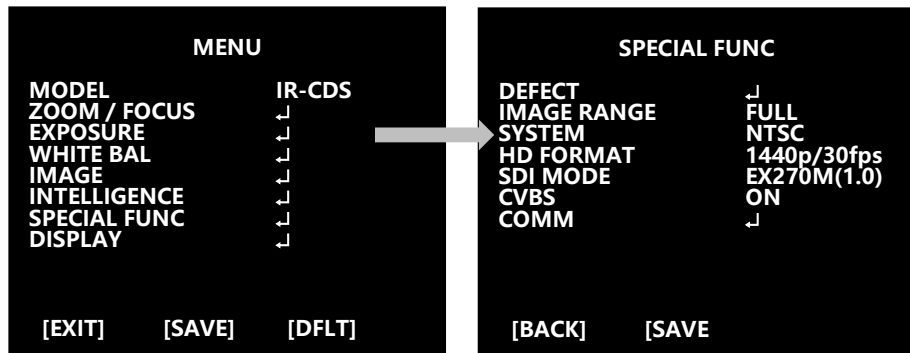 MENU
MODEL IR-CDS
ZOOM / FOCUS ↵
EXPOSURE ↵
WHITE BAL ↵
IMAGE ↵
INTELLIGENCE ↵
SPECIAL FUNC ↵
DISPLAY ↵
[EXIT] [SAVE] [DFLT]
SPECIAL FUNC
DEFECT ↵
IMAGE RANGE FULL
SYSTEM NTSC
HD FORMAT 1440p/30fps
SDI MODE EX270M(1.0)
CVBS ON
COMM ↵
[BACK] [SAVE